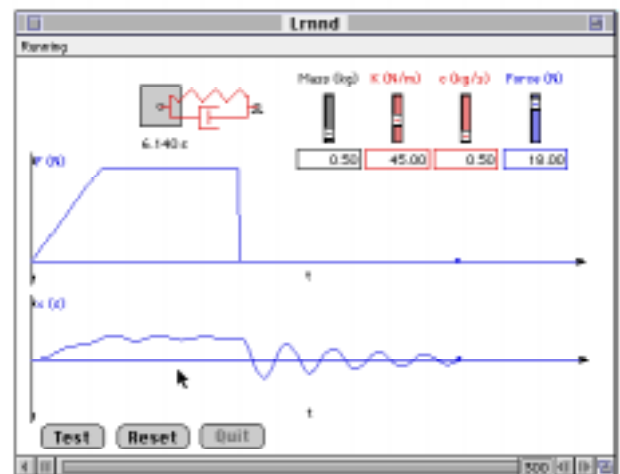 Lrnnd
Running
Mass (kg) K (N/m) c (kg/s) Force (N)
6.140 s
0.50 45.00 0.50 18.00
F (N)
t
t
Test Reset Quit
500